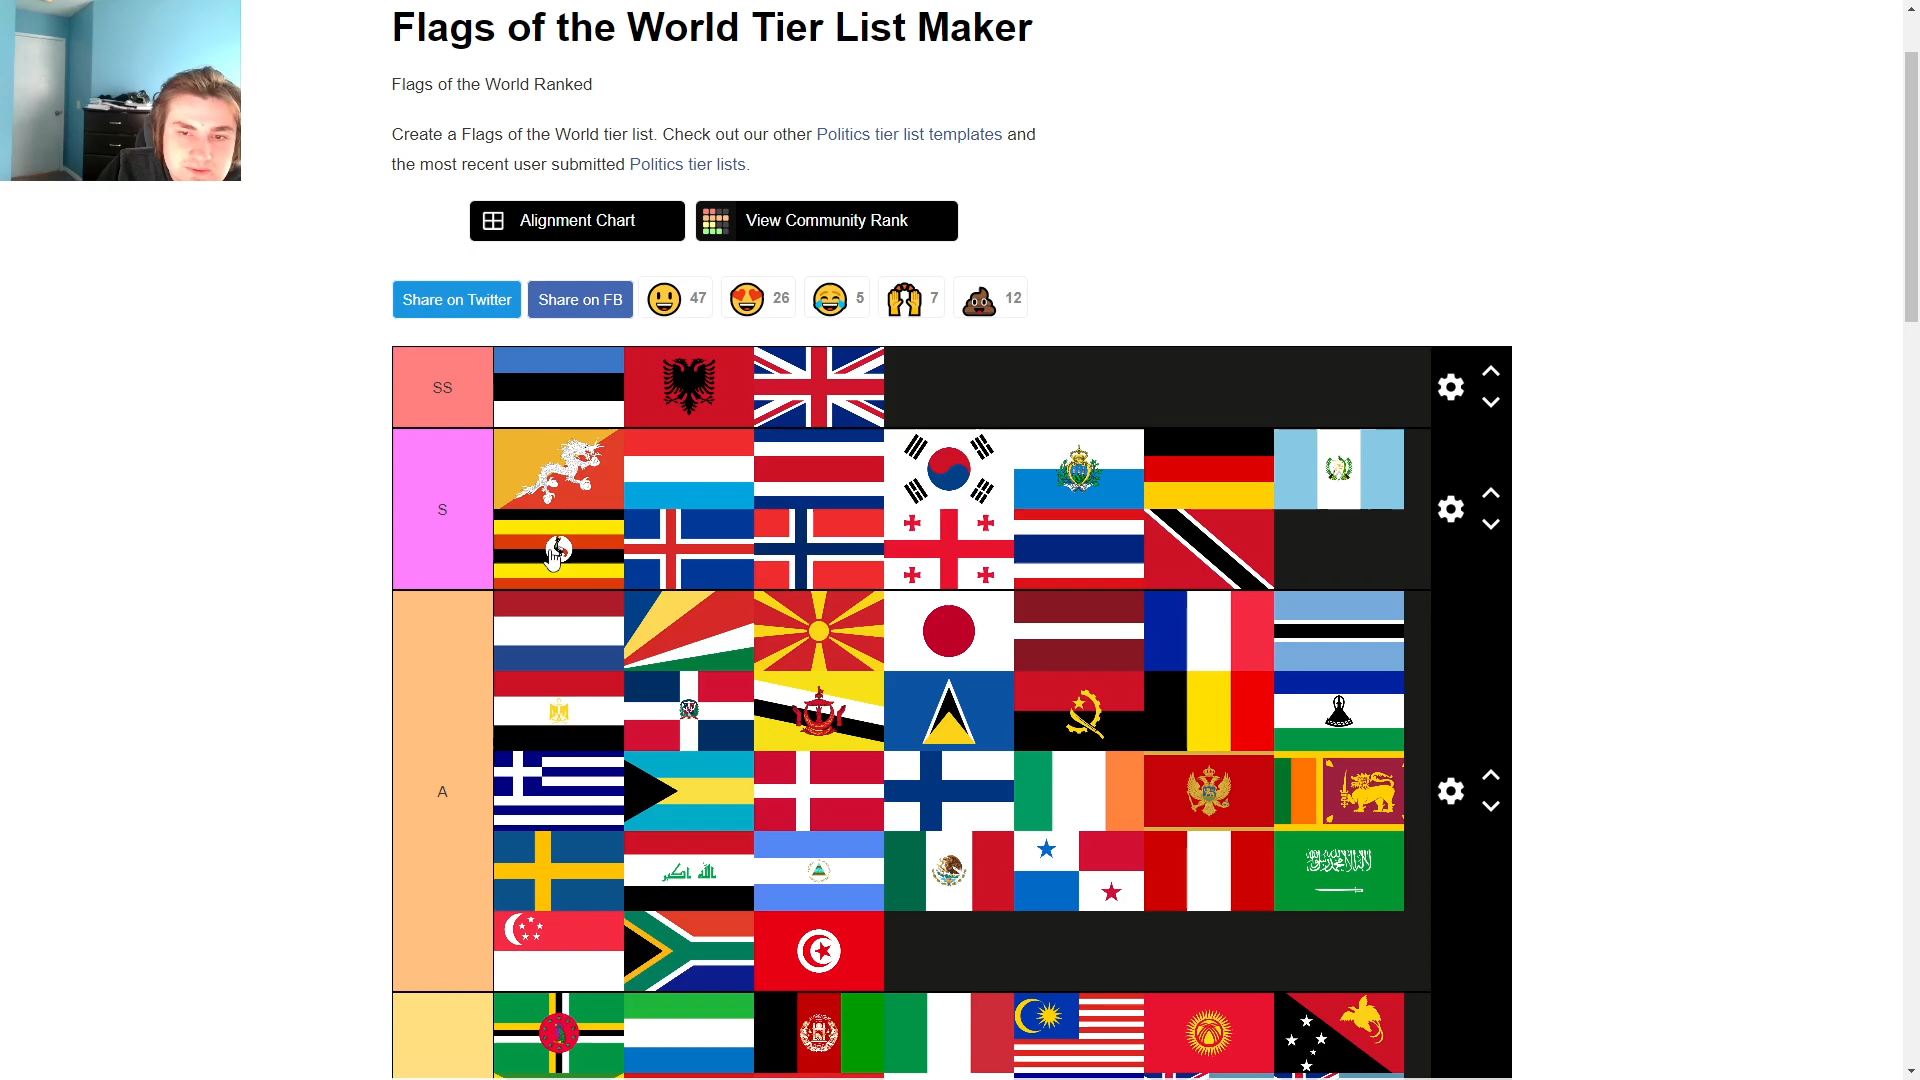 Flags of the World Tier List Maker
Flags of the World Ranked
Create a Flags of the World tier list. Check out our other Politics tier list templates and
the most recent user submitted Politics tier lists.
Alignment Chart
View Community Rank
Share on Twitter
Share on FB
47
26
5
7
12
SS
S
A
الله اكبر